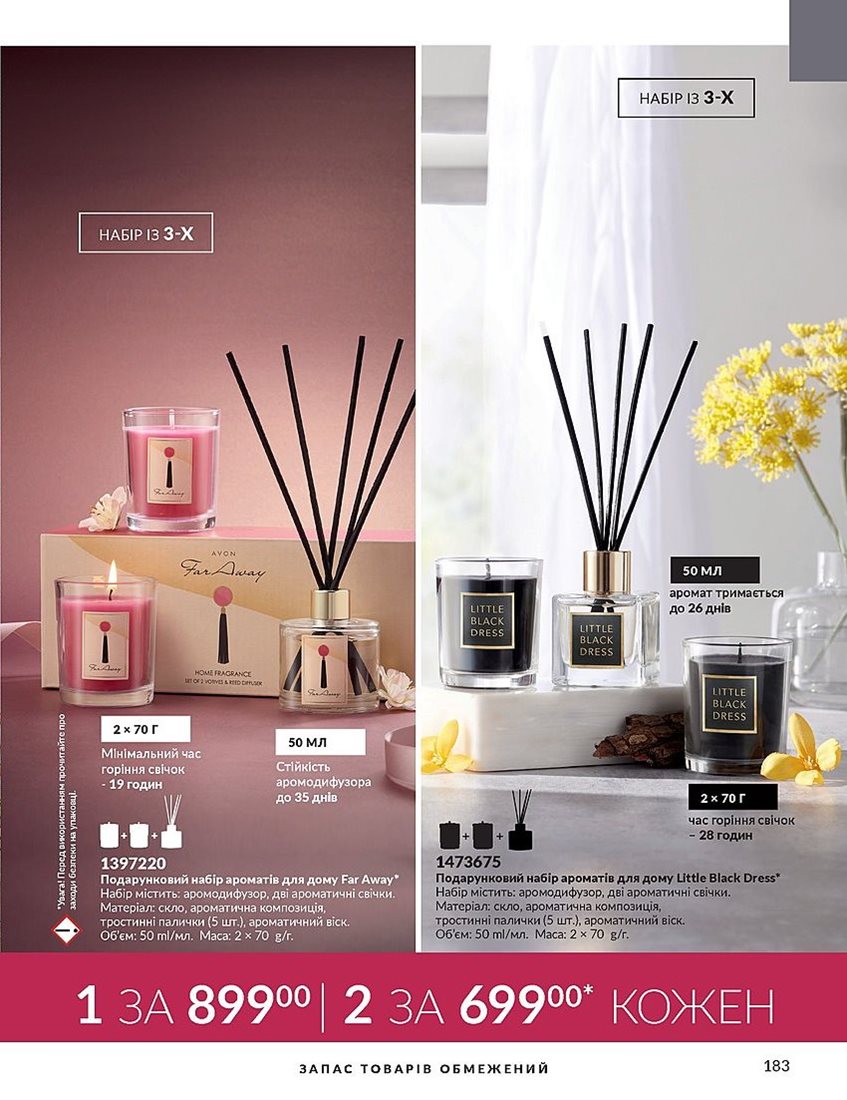 НАБІР ІЗ 3-Х
НАБІР ІЗ 3-Х
Far Away
AVON
Far Away
HOME FRAGRANCE
SET OF 2 VOTIVES & REED DIFFUSER
Far Away
Far Away
2 × 70 Г
Мінімальний час
горіння свічок
- 19 годин
50 МЛ
Стійкість
аромодифузора
до 35 днів
*Увага! Перед використанням прочитайте про
заходи безпеки на упаковці.
1397220
Подарунковий набір ароматів для дому Far Away*
Набір містить: аромодифузор, дві ароматичні свічки.
Матеріал: скло, ароматична композиція,
тростинні палички (5 шт.), ароматичний віск.
Об'єм: 50 ml/мл. Маса: 2 × 70 g/г.
LITTLE
BLACK
DRESS
LITTLE
BLACK
DRESS
50 МЛ
аромат тримається
до 26 днів
LITTLE
BLACK
DRESS
2 × 70 Г
час горіння свічок
– 28 годин
1473675
Подарунковий набір ароматів для дому Little Black Dress*
Набір містить: аромодифузор, дві ароматичні свічки.
Матеріал: скло, ароматична композиція,
тростинні палички (5 шт.), ароматичний віск.
Об'єм: 50 ml/мл. Маса: 2 × 70 g/г.
1 ЗА 899⁰⁰ | 2 ЗА 699⁰⁰* КОЖЕН
ЗАПАС ТОВАРІВ ОБМЕЖЕНИЙ
183